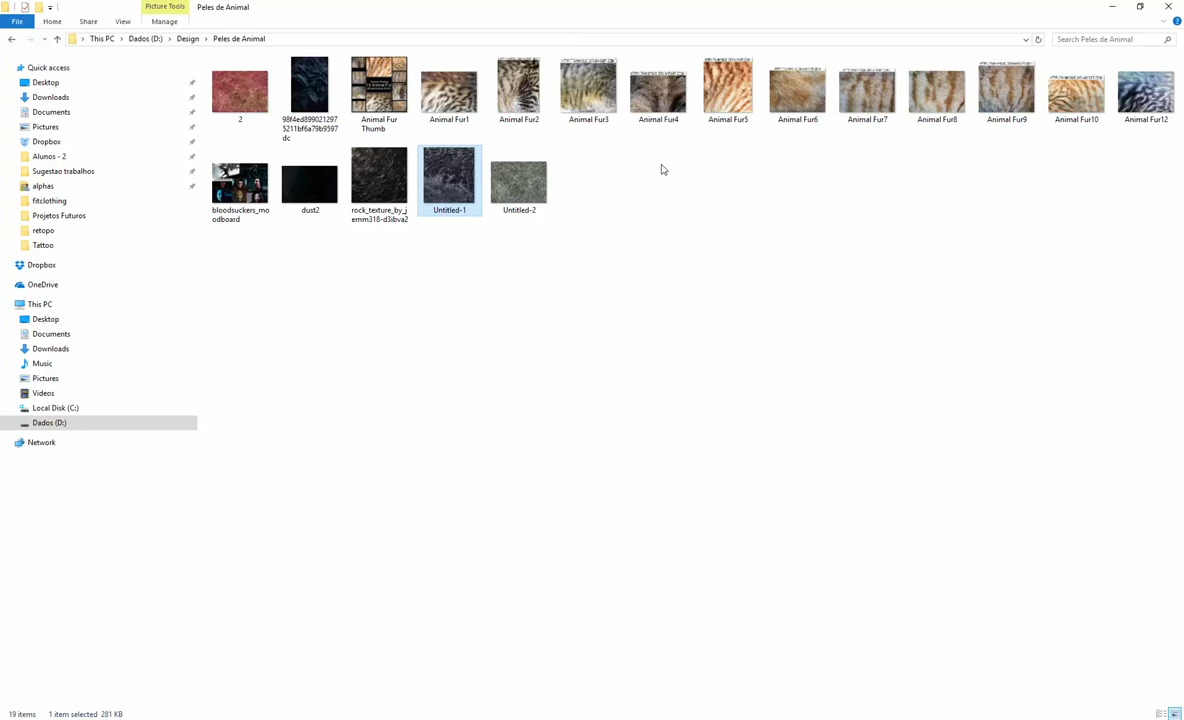 Picture Tools
Peles de Animal
File
Home
Share
View
Manage
This PC
Dados (D:)
Design
Peles de Animal
Search Peles de Animal
Quick access
Desktop
Downloads
Documents
Pictures
Dropbox
Alunos - 2
Sugestao trabalhos
alphas
fitclothing
Projetos Futuros
retopo
Tattoo
Dropbox
OneDrive
This PC
Desktop
Documents
Downloads
Music
Pictures
Videos
Local Disk (C:)
Dados (D:)
Network
2
98f4ed899021297
5211bf6a79b9597
dc
Animal Fur
Thumb
Animal Fur1
Animal Fur2
Animal Fur3
Animal Fur4
Animal Fur5
Animal Fur6
Animal Fur7
Animal Fur8
Animal Fur9
Animal Fur10
Animal Fur12
bloodsuckers_mo
odboard
dust2
rock_texture_by_j
emm318-d3ibva2
Untitled-1
Untitled-2
19 items
1 item selected 281 KB